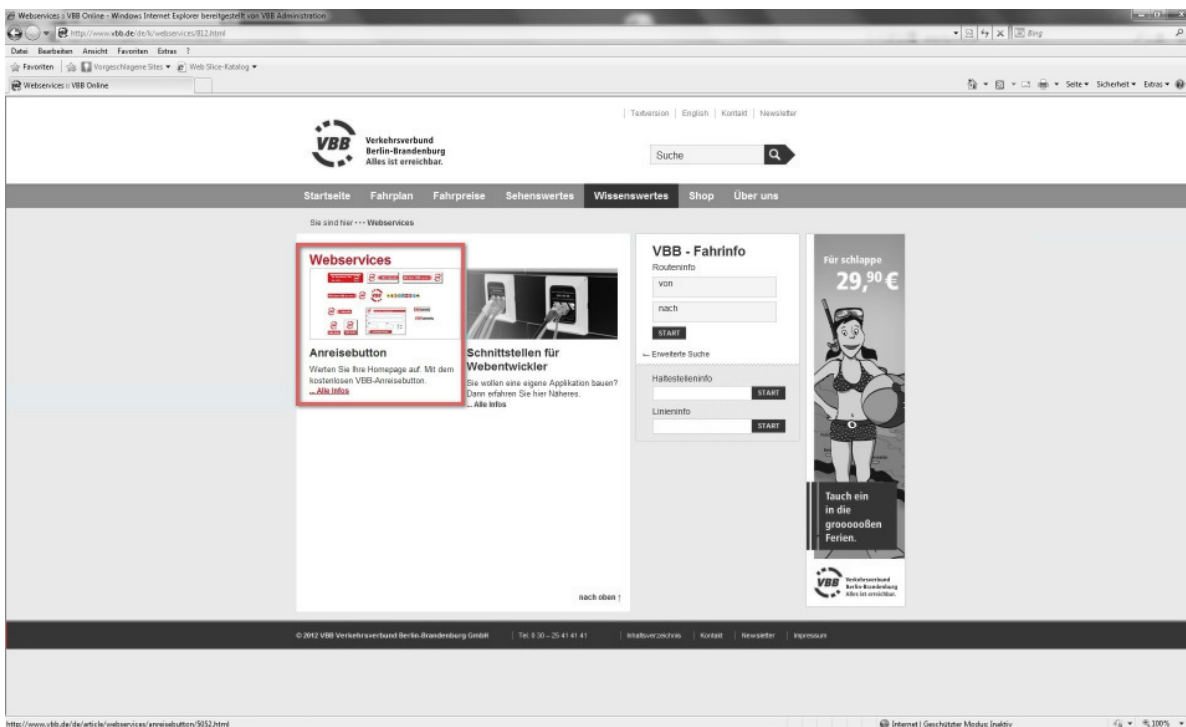 Webservices :: VBB Online - Windows Internet Explorer bereitgestellt von VBB Administration
http://www.vbb.de/de/k/webservices/812.html
Bing
Datei Bearbeiten Ansicht Favoriten Extras ?
Favoriten Vorgeschlagene Sites Web Slice-Katalog
Webservices :: VBB Online
Seite Sicherheit Extras
Textversion | English | Kontakt | Newsletter
VBB
Verkehrsverbund
Berlin-Brandenburg
Alles ist erreichbar.
Suche
Startseite Fahrplan Fahrpreise Sehenswertes Wissenswertes Shop Über uns
Sie sind hier ··· Webservices
Webservices
Anreisebutton
Werten Sie Ihre Homepage auf. Mit dem
kostenlosen VBB-Anreisebutton.
... Alle Infos
Schnittstellen für
Webentwickler
Sie wollen eine eigene Applikation bauen?
Dann erfahren Sie hier Näheres.
... Alle Infos
nach oben ↑
VBB - Fahrinfo
Routeninfo
von
nach
START
... Erweiterte Suche
Haltestelleninfo
START
Linieninfo
START
Für schlappe
29,90 €
Tauch ein
in die
groooooßen
Ferien.
VBB
Verkehrsverbund
Berlin-Brandenburg
Alles ist erreichbar.
© 2012 VBB Verkehrsverbund Berlin-Brandenburg GmbH | Tel. 0 30 – 25 41 41 41 | Inhaltsverzeichnis | Kontakt | Newsletter | Impressum
http://www.vbb.de/de/article/webservices/anreisebutton/5052.html
Internet | Geschützter Modus: Inaktiv
100%